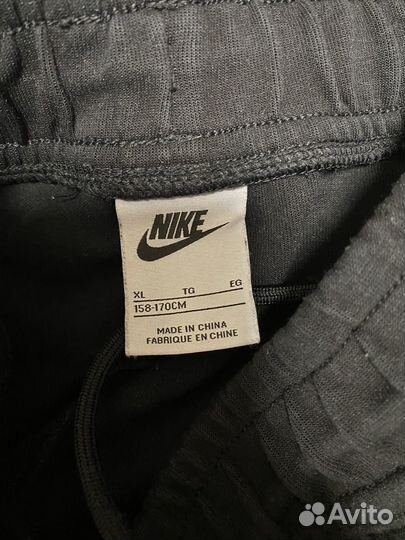 NIKE
XL TG EG
158-170CM
MADE IN CHINA
FABRIQUE EN CHINE
Avito